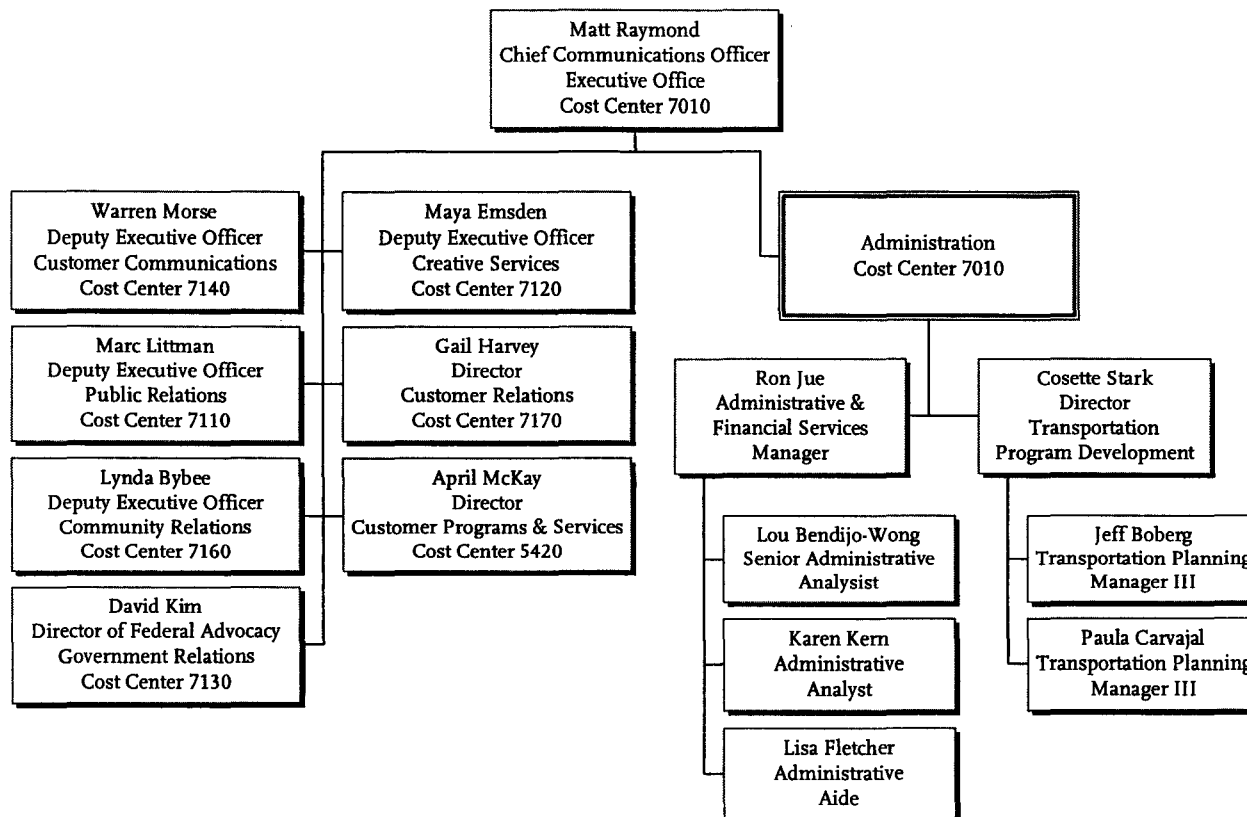 Matt Raymond
Chief Communications Officer
Executive Office
Cost Center 7010
Warren Morse
Deputy Executive Officer
Customer Communications
Cost Center 7140
Maya Emsden
Deputy Executive Officer
Creative Services
Cost Center 7120
Administration
Cost Center 7010
Marc Littman
Deputy Executive Officer
Public Relations
Cost Center 7110
Gail Harvey
Director
Customer Relations
Cost Center 7170
Ron Jue
Administrative &
Financial Services
Manager
Cosette Stark
Director
Transportation
Program Development
Lynda Bybee
Deputy Executive Officer
Community Relations
Cost Center 7160
April McKay
Director
Customer Programs & Services
Cost Center 5420
Lou Bendijo-Wong
Senior Administrative
Analysist
Jeff Boberg
Transportation Planning
Manager III
David Kim
Director of Federal Advocacy
Government Relations
Cost Center 7130
Karen Kern
Administrative
Analyst
Paula Carvajal
Transportation Planning
Manager III
Lisa Fletcher
Administrative
Aide